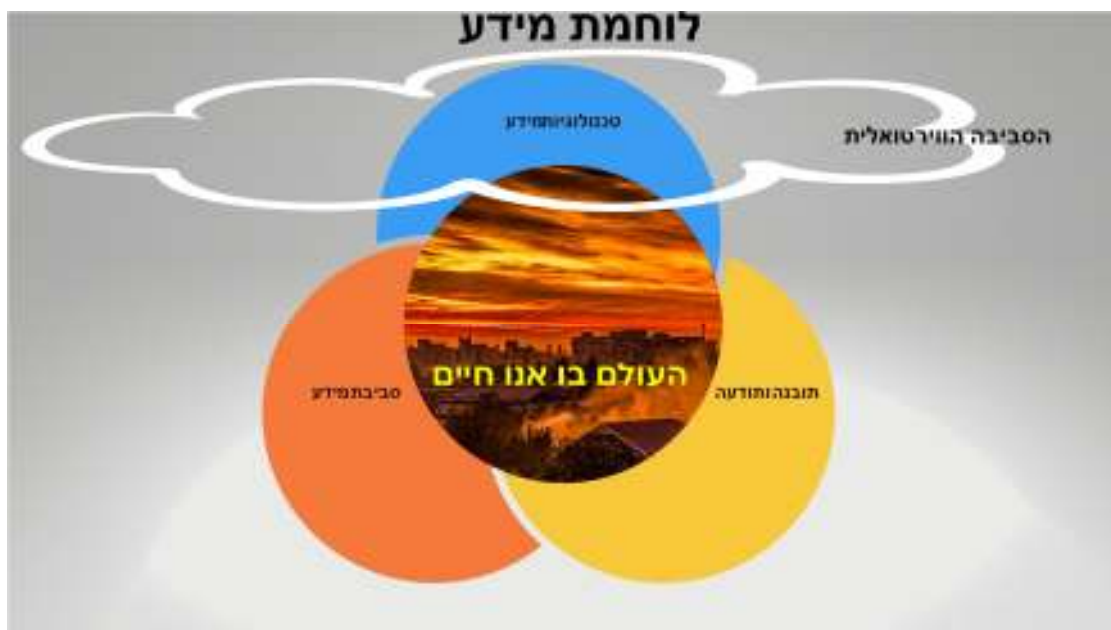 לוחמת מידע
טכנולוגיותמידע
הסביבה הווירטואלית
העולם בו אנו חיים
תובנהותודעה
סביבתמידע